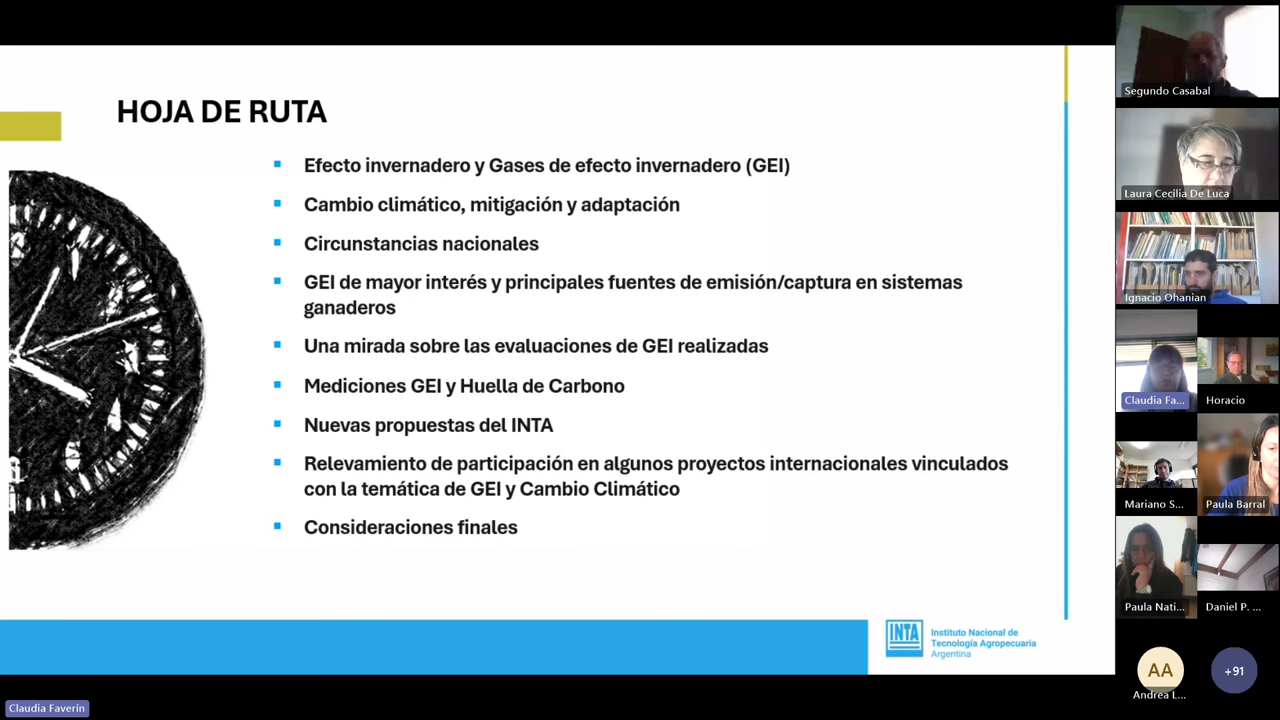 HOJA DE RUTA
Efecto invernadero y Gases de efecto invernadero (GEI)
Cambio climático, mitigación y adaptación
Circunstancias nacionales
GEI de mayor interés y principales fuentes de emisión/captura en sistemas
ganaderos
Una mirada sobre las evaluaciones de GEI realizadas
Mediciones GEI y Huella de Carbono
Nuevas propuestas del INTA
Relevamiento de participación en algunos proyectos internacionales vinculados
con la temática de GEI y Cambio Climático
Consideraciones finales
INTA
Instituto Nacional de
Tecnología Agropecuaria
Argentina
Claudia Faverín
Segundo Casabal
Laura Cecilia De Luca
Ignacio Ohanian
Claudia Fa...
Horacio
Mariano S...
Paula Barral
Paula Nati...
Daniel P. ...
AA
Andrea L...
+91